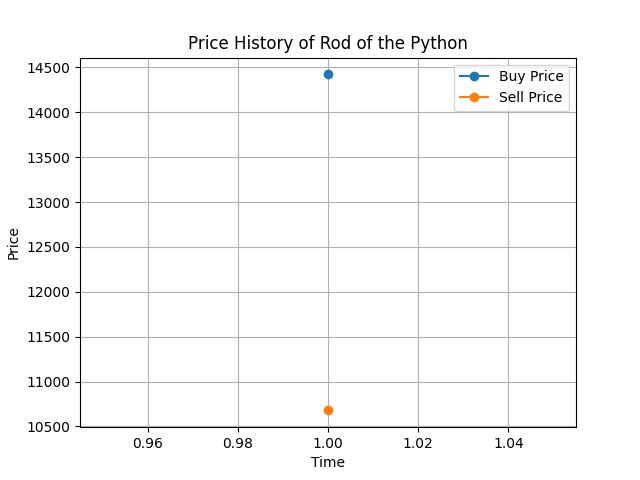 Price History of Rod of the Python
Buy Price
Sell Price
Price
14500
14000
13500
13000
12500
12000
11500
11000
10500
0.96 0.98 1.00 1.02 1.04
Time